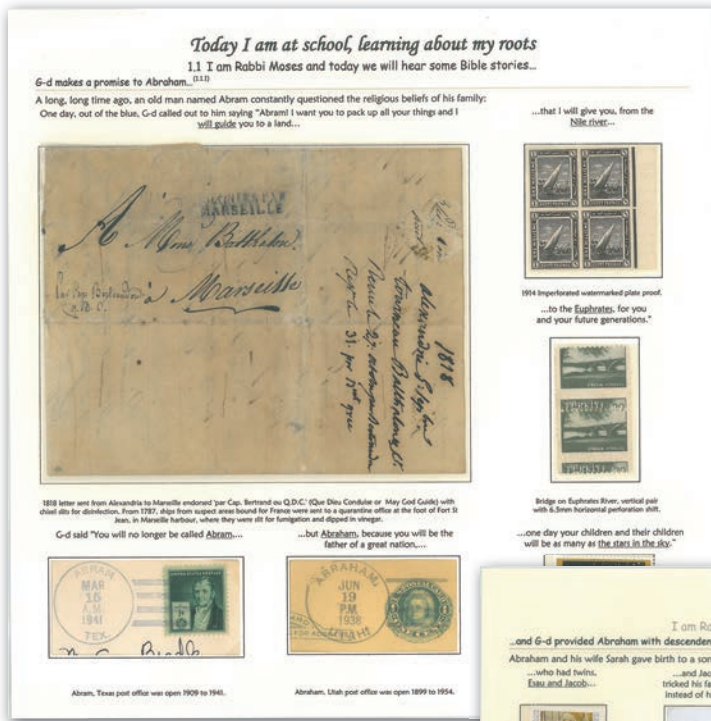 Today I am at school, learning about my roots
1.1 I am Rabbi Moses and today we will hear some Bible stories...
G-d makes a promise to Abraham...(1.1.1)
A long, long time ago, an old man named Abram constantly questioned the religious beliefs of his family:
One day, out of the blue, G-d called out to him saying "Abram! I want you to pack up all your things and I
will guide you to a land...
MARSEILLE
A Mons
à Marseille
1818
...that I will give you, from the
Nile river...
1914 Imperforated watermarked plate proof.
...to the Euphrates, for you
and your future generations."
Bridge on Euphrates River, vertical pair
with 6.5mm horizontal perforation shift.
1818 letter sent from Alexandria to Marseille endorsed 'par Cap. Bertrand ou Q.D.C.' (Que Dieu Conduise or May God Guide) with
chisel slits for disinfection. From 1787, ships from suspect areas bound for France were sent to a quarantine office at the foot of Fort St
Jean, in Marseille harbour, where they were slit for fumigation and dipped in vinegar.
G-d said "You will no longer be called Abram,...
...but Abraham, because you will be the
father of a great nation,...
...one day your children and their children
will be as many as the stars in the sky."
ABRAM
MAR
15
A.M.
1941
TEX.
ABRAHAM
JUN
19
P.M.
1938
UTAH
Abram, Texas post office was open 1909 to 1941.
Abraham, Utah post office was open 1899 to 1954.
I am Ra
...and G-d provided Abraham with descenden
Abraham and his wife Sarah gave birth to a son
...who had twins,
Esau and Jacob...
...and Jac
tricked his fa
instead of h